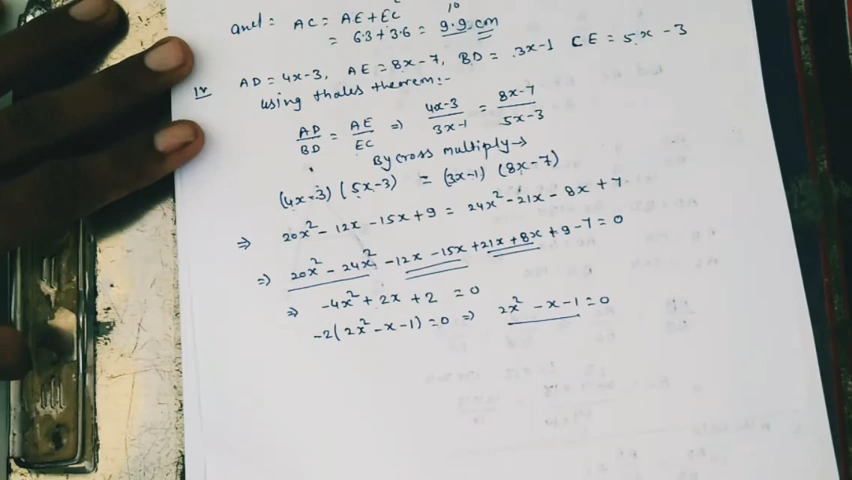 and: AC = AE + EC
= 6.3 + 3.6 = 9.9 cm
AD = 4x-3, AE = 8x-7, BD = 3x-1 CE = 5x-3
using thales theorem:-
AD/BD = AE/EC ⇒ 4x-3/3x-1 = 8x-7/5x-3
By cross multiply→
(4x-3) (5x-3) = (3x-1) (8x-7)
⇒ 20x² - 12x - 15x + 9 = 24x² - 21x - 8x + 7
⇒ 20x² - 24x² - 12x - 15x + 21x + 8x + 9 - 7 = 0
⇒ -4x² + 2x + 2 = 0
-2(2x² - x - 1) = 0 ⇒ 2x² - x - 1 = 0